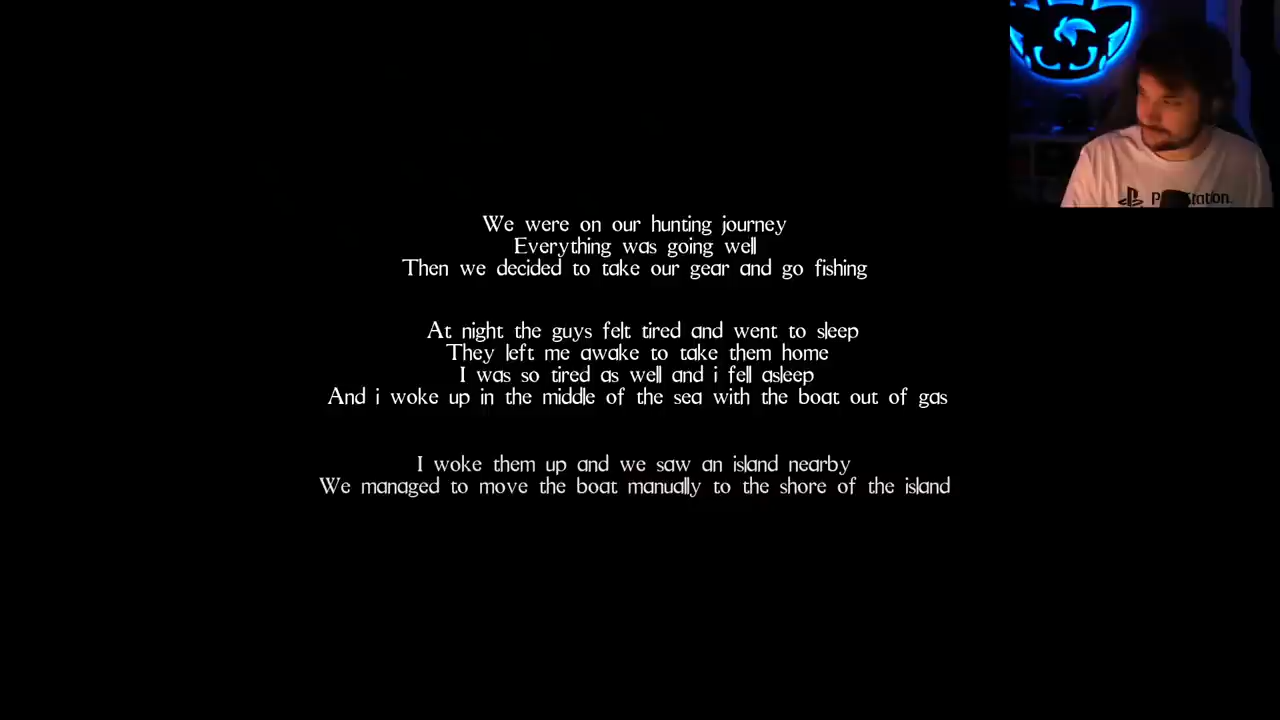 We were on our hunting journey
Everything was going well
Then we decided to take our gear and go fishing
At night the guys felt tired and went to sleep
They left me awake to take them home
I was so tired as well and i fell asleep
And i woke up in the middle of the sea with the boat out of gas
I woke them up and we saw an island nearby
We managed to move the boat manually to the shore of the island